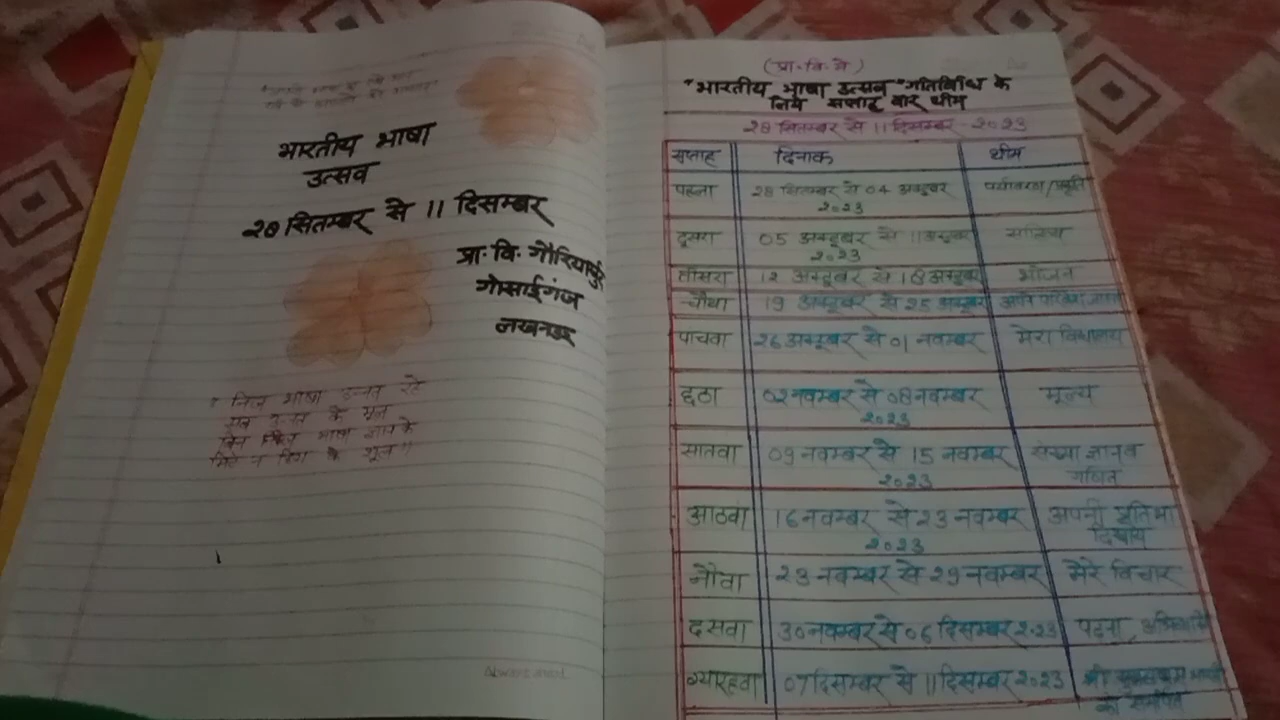 भारतीय भाषा
उत्सव
28 सितम्बर से 11 दिसम्बर
प्रा॰ वि॰ गौरियाकलां
गोसाईगंज
लखनऊ
भाषा उन्नत रहे
के मूल
भाषा ज्ञान के
मिटे न हिय के शूल॥
(प्रा॰ वि॰ वे)
"भारतीय भाषा उत्सव" गतिविधि के
लिये सप्ताह वार थीम
28 सितम्बर से 11 दिसम्बर - 2023
सप्ताह दिनाक थीम
पहला 28 सितम्बर से 04 अक्टूबर पर्यावरण/प्रकृति
2023
दूसरा 05 अक्टूबर से 11 अक्टूबर
2023
तीसरा 12 अक्टूबर से 18 अक्टूबर भोजन
चौथा 19 अक्टूबर से 25 अक्टूबर
पाचवा 26 अक्टूबर से 01 नवम्बर मेरा विद्यालय
छठा 02 नवम्बर से 08 नवम्बर मूल्य
2023
सातवा 09 नवम्बर से 15 नवम्बर संख्या ज्ञान व
2023 गणित
आठवा 16 नवम्बर से 23 नवम्बर अपनी प्रतिभा
2023 दिखाय
नौवा 23 नवम्बर से 29 नवम्बर मेरे विचार
दसवा 30 नवम्बर से 06 दिसम्बर 2023 पढ़ना,
ग्यारहवा 07 दिसम्बर से 11 दिसम्बर 2023 श्री
को समर्पित